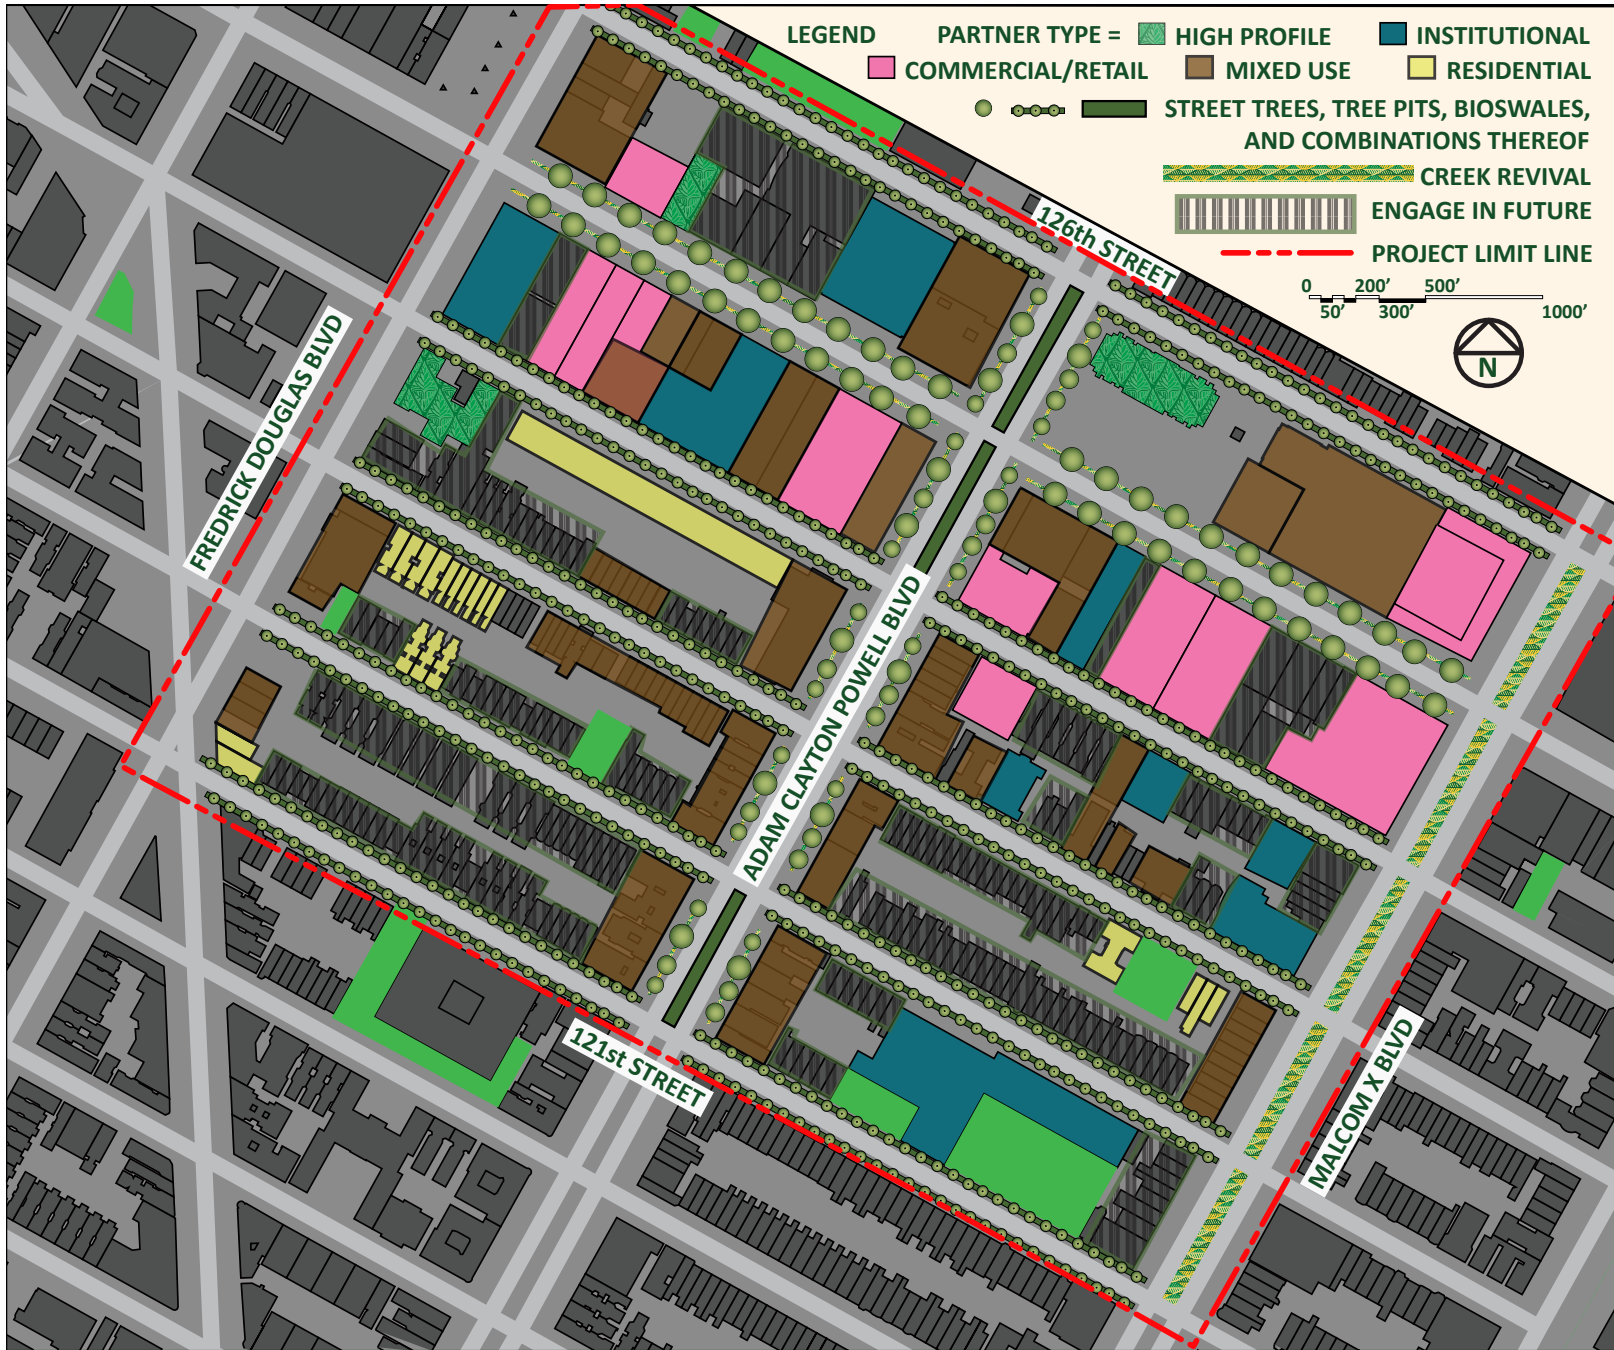 LEGEND PARTNER TYPE = HIGH PROFILE INSTITUTIONAL
COMMERCIAL/RETAIL MIXED USE RESIDENTIAL
STREET TREES, TREE PITS, BIOSWALES,
AND COMBINATIONS THEREOF
CREEK REVIVAL
ENGAGE IN FUTURE
PROJECT LIMIT LINE
0 200' 500'
50' 300' 1000'
N
126th STREET
FREDRICK DOUGLAS BLVD
ADAM CLAYTON POWELL BLVD
121st STREET
MALCOM X BLVD